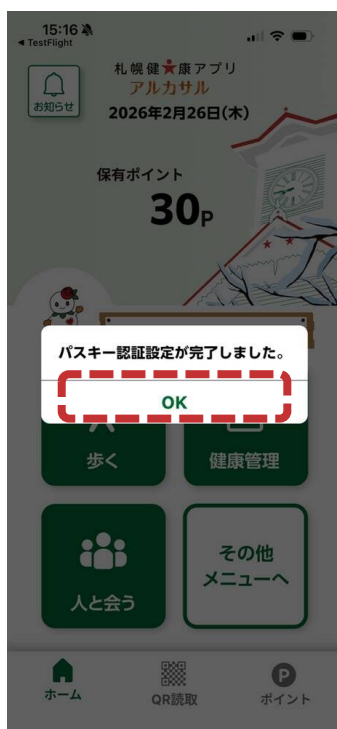 15:16
◀ TestFlight
お知らせ
札幌健★康アプリ
アルカサル
2026年2月26日(木)
保有ポイント
30P
パスキー認証設定が完了しました。
OK
歩く
健康管理
人と会う
その他
メニューへ
ホーム
QR読取
P
ポイント